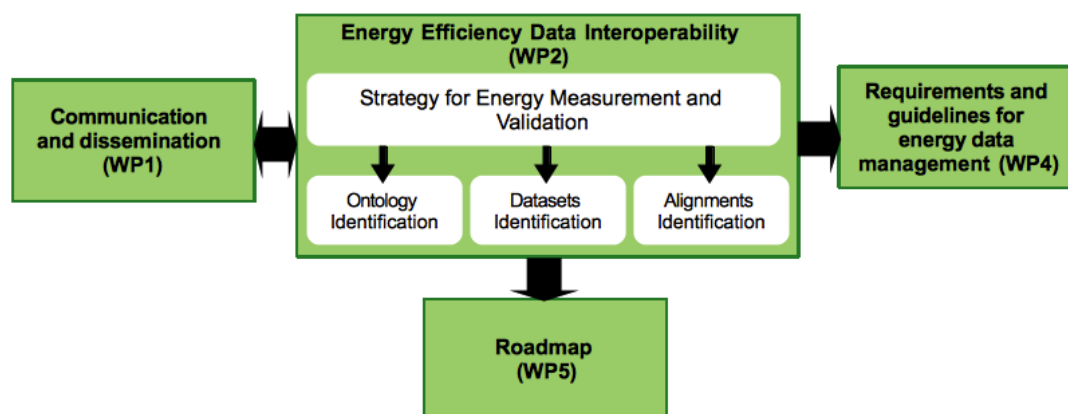 Energy Efficiency Data Interoperability
(WP2)
Strategy for Energy Measurement and
Validation
Ontology
Identification
Datasets
Identification
Alignments
Identification
Communication
and dissemination
(WP1)
Requirements and
guidelines for
energy data
management (WP4)
Roadmap
(WP5)